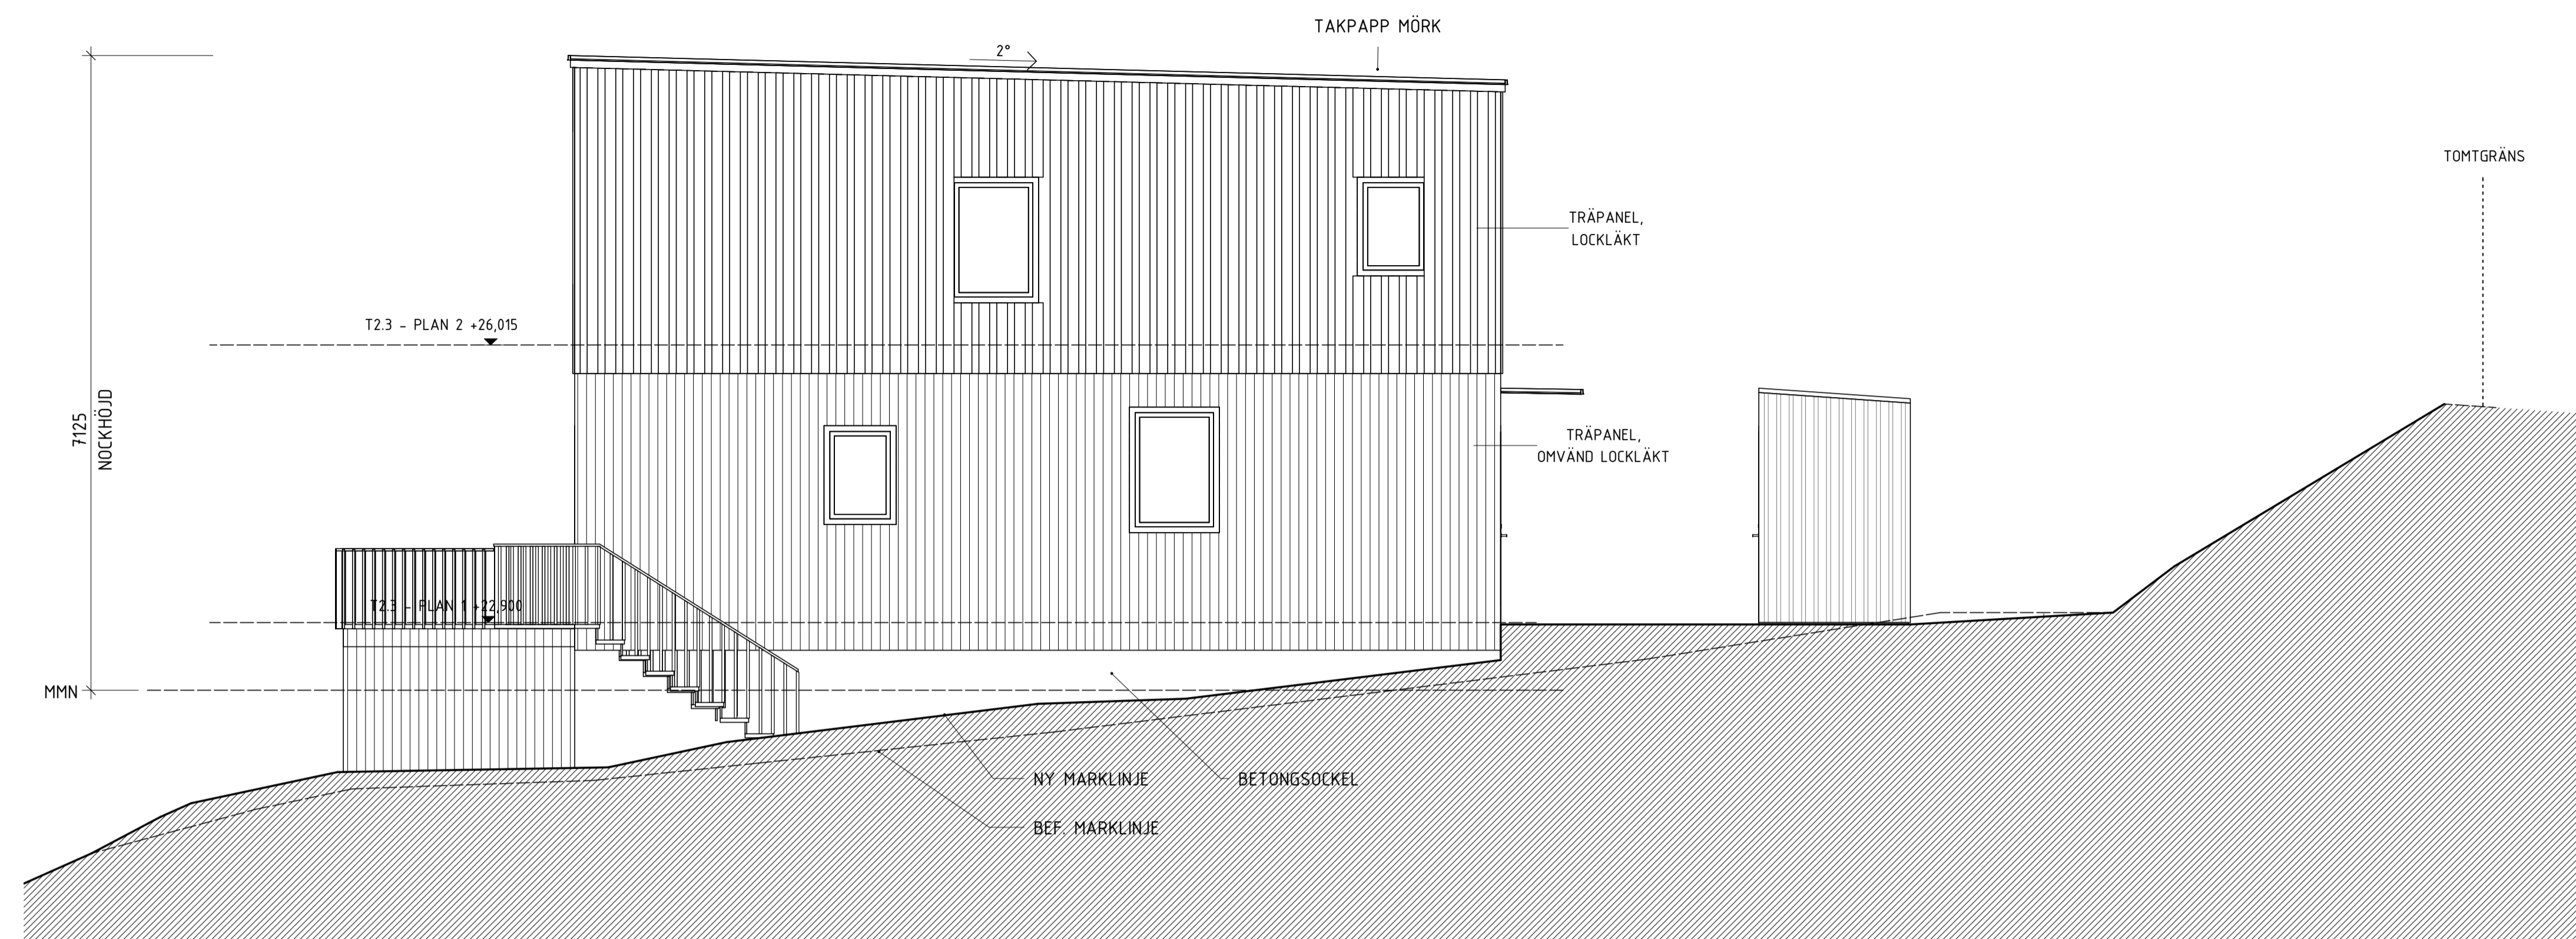 TAKPAPP MÖRK
2°
TOMTGRÄNS
TRÄPANEL,
LOCKLÄKT
T2.3 - PLAN 2 +26,015
7125
NOCKHÖJD
TRÄPANEL,
OMVÄND LOCKLÄKT
T2.3 - PLAN 1 +22,900
MMN
NY MARKLINJE
BETONGSOCKEL
BEF. MARKLINJE